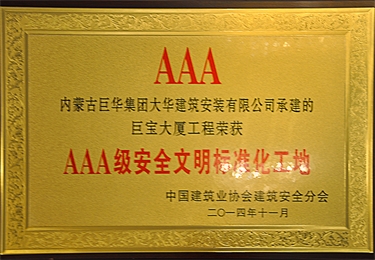 AAA
内蒙古巨华集团大华建筑安装有限公司承建的
巨宝大厦工程荣获
AAA级安全文明标准化工地
中国建筑业协会建筑安全分会
二〇一四年十一月